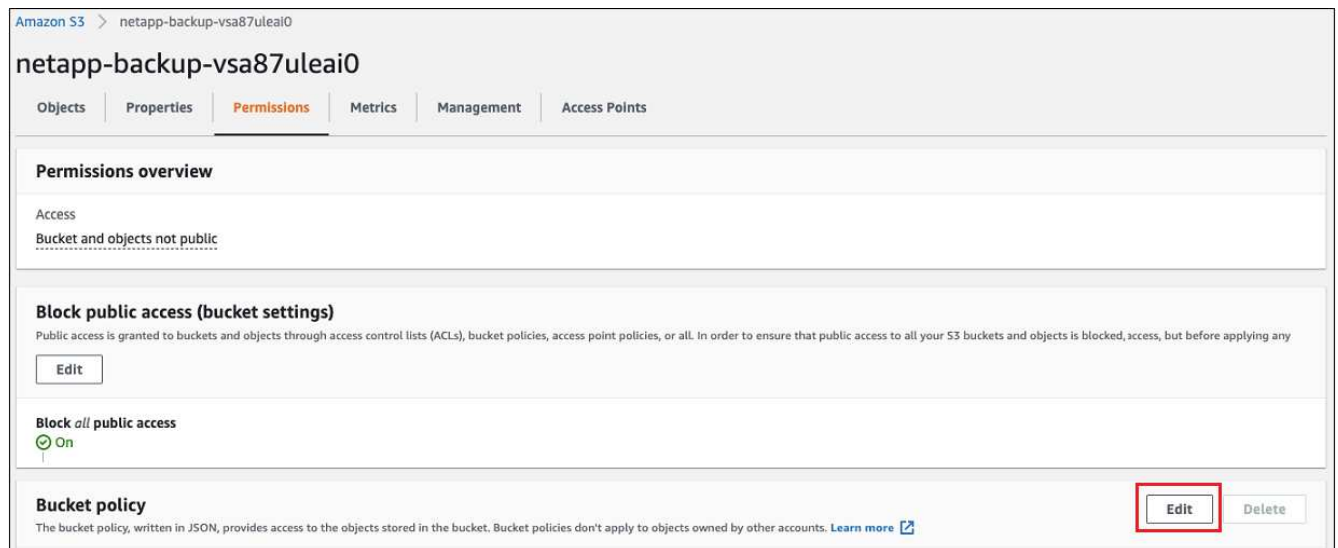 Amazon S3 > netapp-backup-vsa87uleai0
netapp-backup-vsa87uleai0
Objects Properties Permissions Metrics Management Access Points
Permissions overview
Access
Bucket and objects not public
Block public access (bucket settings)
Public access is granted to buckets and objects through access control lists (ACLs), bucket policies, access point policies, or all. In order to ensure that public access to all your S3 buckets and objects is blocked, access, but before applying any
Edit
Block all public access
On
Bucket policy
Edit Delete
The bucket policy, written in JSON, provides access to the objects stored in the bucket. Bucket policies don't apply to objects owned by other accounts. Learn more